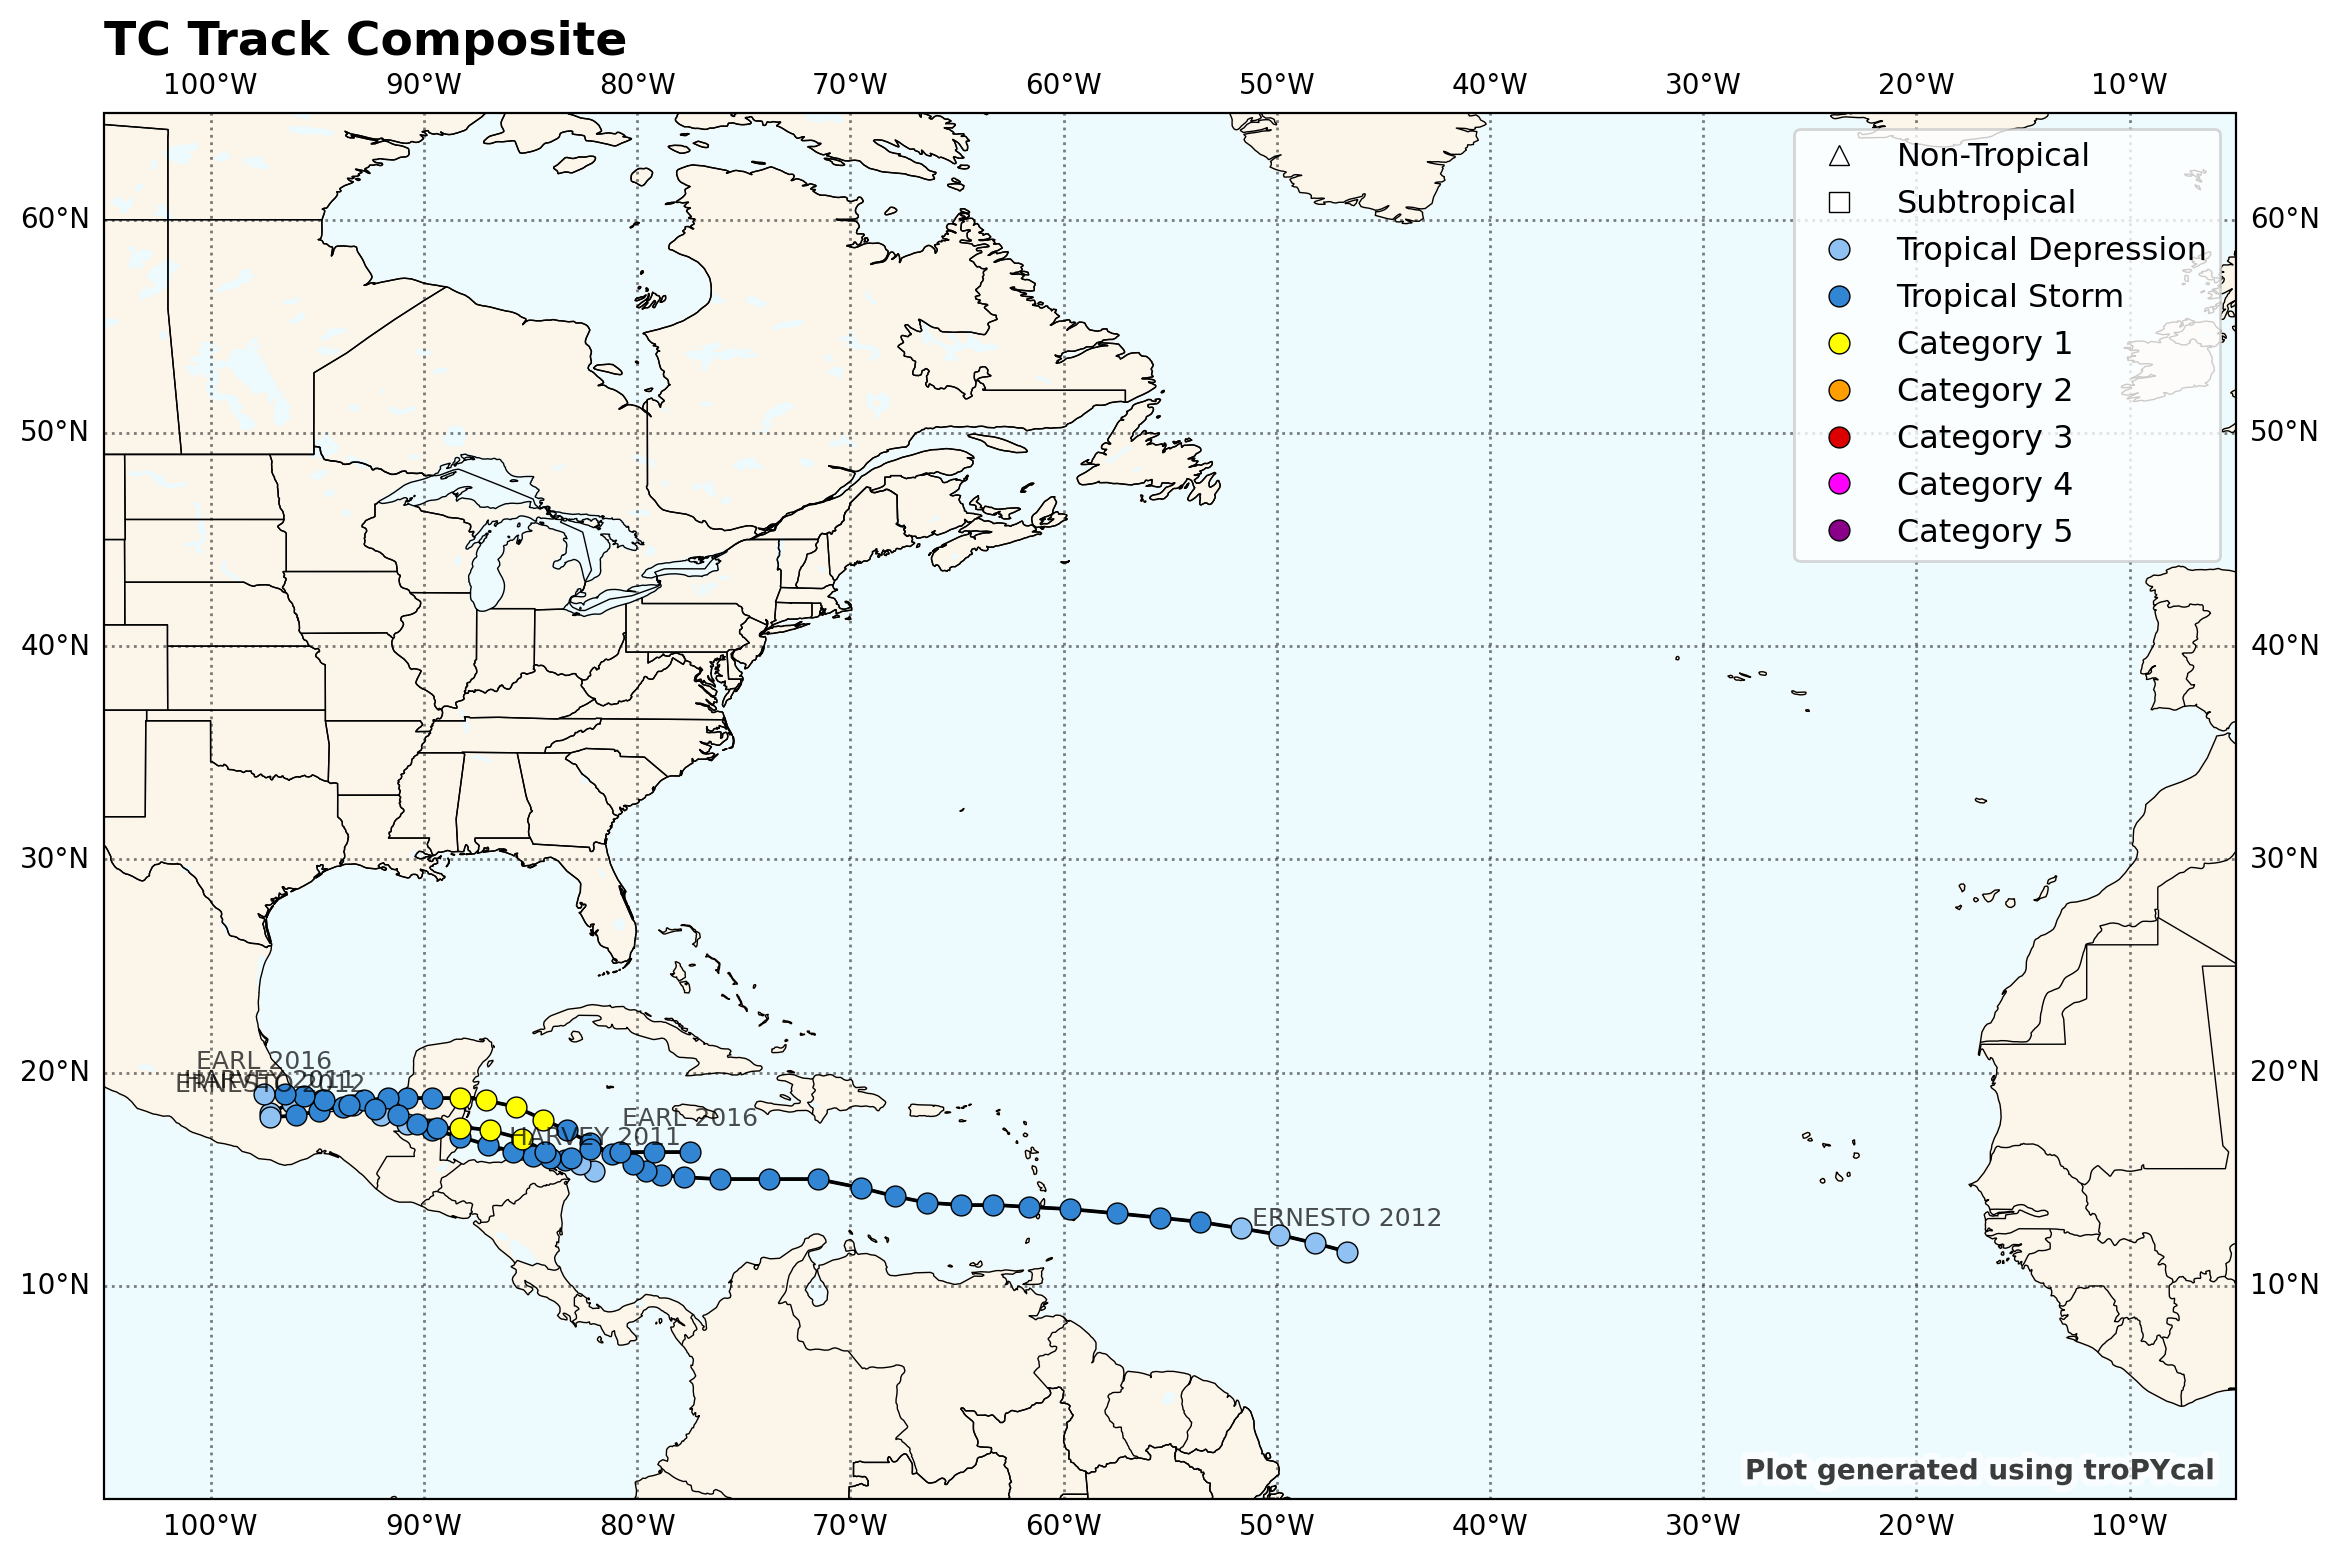 TC Track Composite
100°W 90°W 80°W 70°W 60°W 50°W 40°W 30°W 20°W 10°W
Non-Tropical
Subtropical
Tropical Depression
Tropical Storm
Category 1
Category 2
Category 3
Category 4
Category 5
60°N 60°N
50°N 50°N
40°N 40°N
30°N 30°N
20°N 20°N
10°N 10°N
EARL 2016
HARVEY 2011
ERNESTO 2012
EARL 2016
HARVEY 2011
ERNESTO 2012
Plot generated using troPYcal
100°W 90°W 80°W 70°W 60°W 50°W 40°W 30°W 20°W 10°W